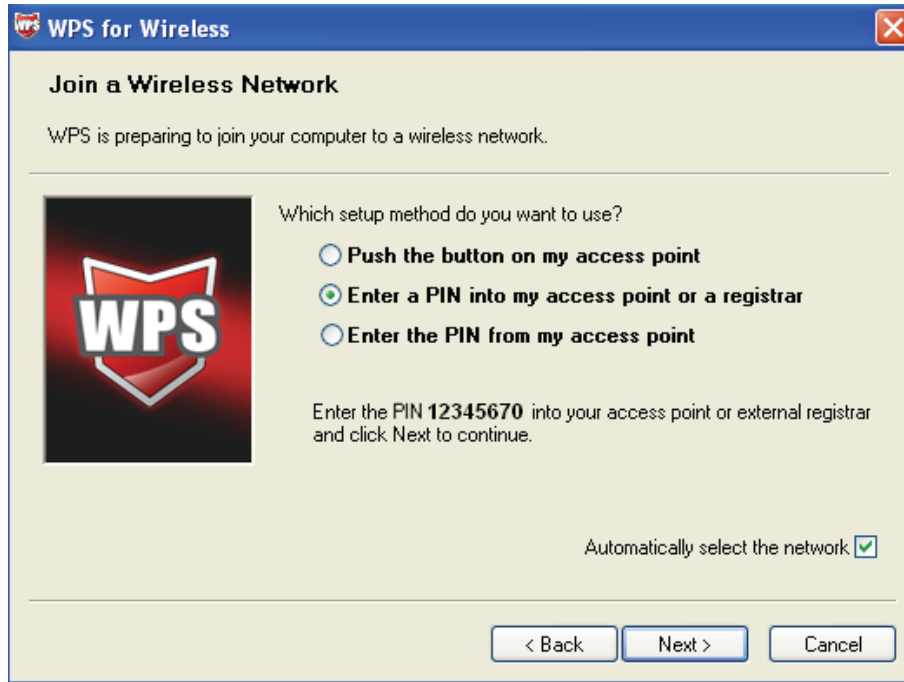 WPS for Wireless
Join a Wireless Network
WPS is preparing to join your computer to a wireless network.
Which setup method do you want to use?
Push the button on my access point
Enter a PIN into my access point or a registrar
Enter the PIN from my access point
WPS
Enter the PIN 12345670 into your access point or external registrar
and click Next to continue.
Automatically select the network
< Back Next > Cancel